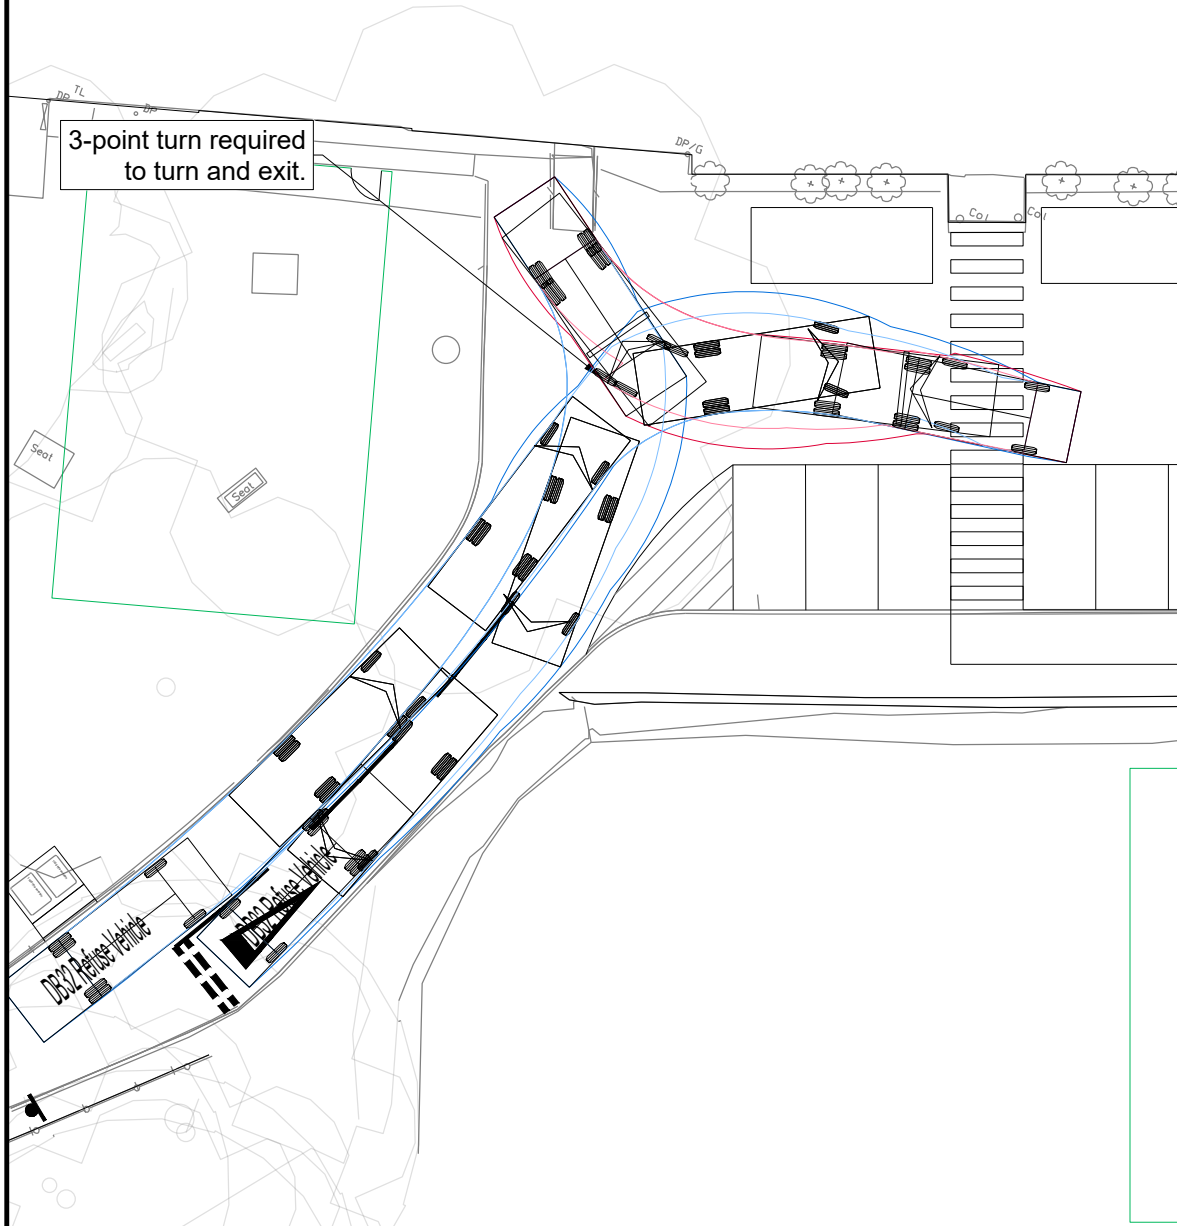 TL
DP
DP
3-point turn required
to turn and exit.
DP/G
Col
Col
Seat
Seat
DB32 Refuse Vehicle
DB32 Refuse Vehicle